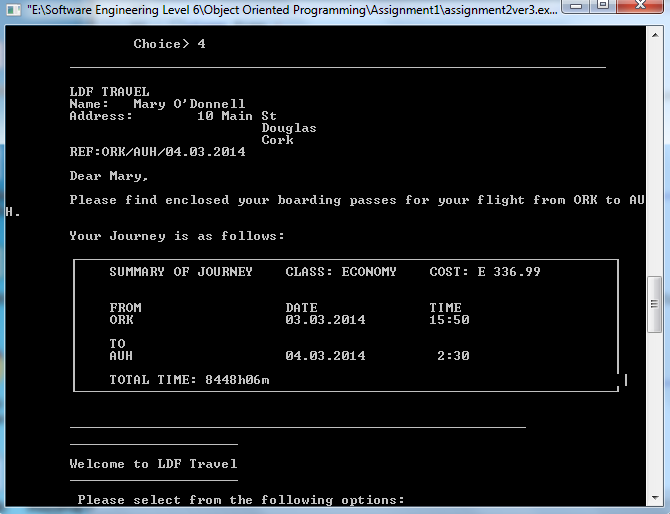 "E:\Software Engineering Level 6\Object Oriented Programming\Assignment1\assignment2ver3.ex...
Choice> 4
LDF TRAVEL
Name: Mary O'Donnell
Address: 10 Main St
Douglas
Cork
REF:ORK/AUH/04.03.2014
Dear Mary,
Please find enclosed your boarding passes for your flight from ORK to AU
H.
Your Journey is as follows:
SUMMARY OF JOURNEY CLASS: ECONOMY COST: E 336.99
FROM DATE TIME
ORK 03.03.2014 15:50
TO
AUH 04.03.2014 2:30
TOTAL TIME: 8448h06m
Welcome to LDF Travel
Please select from the following options: